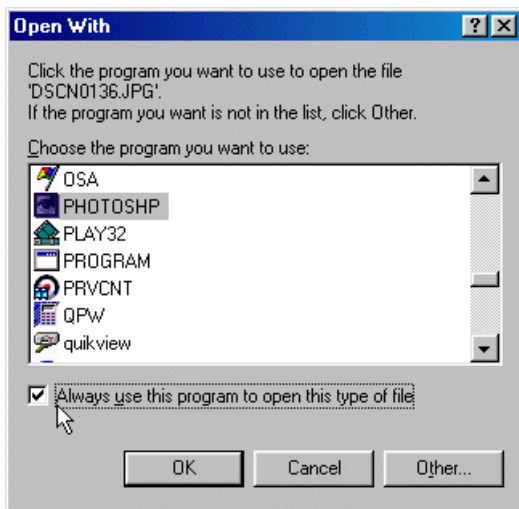 Open With
Click the program you want to use to open the file
'DSCN0136.JPG'.
If the program you want is not in the list, click Other.
Choose the program you want to use:
OSA
PHOTOSHP
PLAY32
PROGRAM
PRVCNT
QPW
quikview
Always use this program to open this type of file
OK Cancel Other...